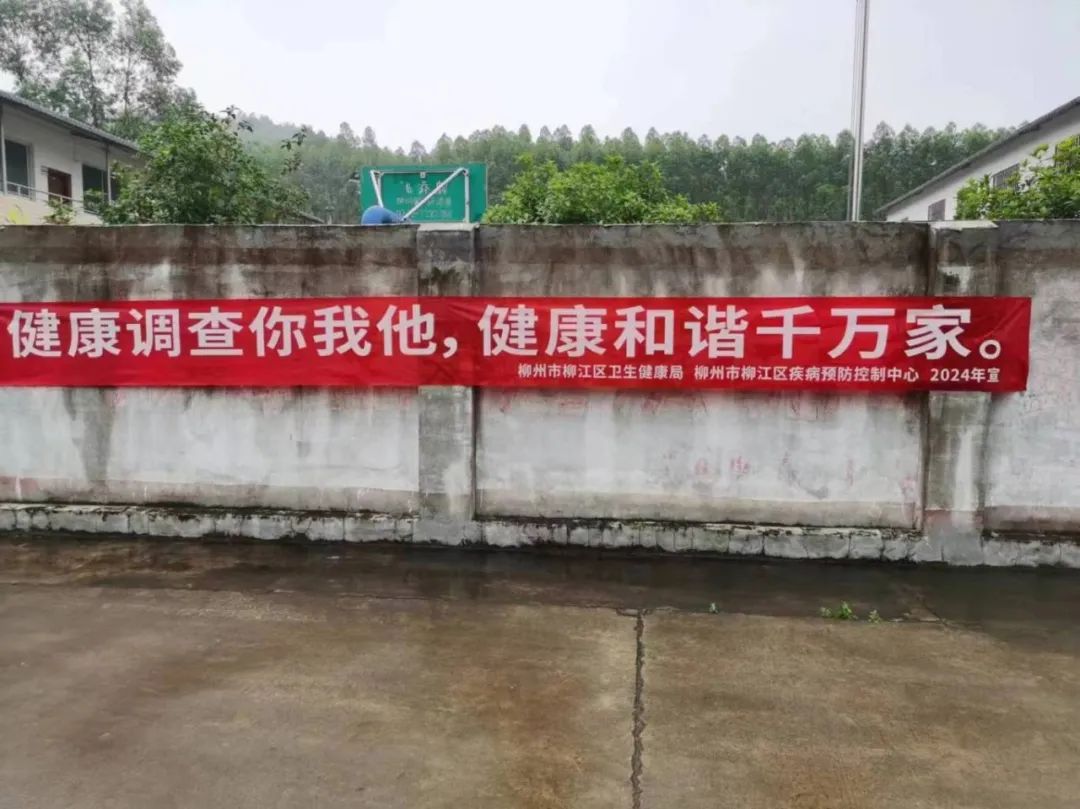 健康调查你我他，健康和谐千万家。
柳州市柳江区卫生健康局 柳州市柳江区疾病预防控制中心 2024年宣